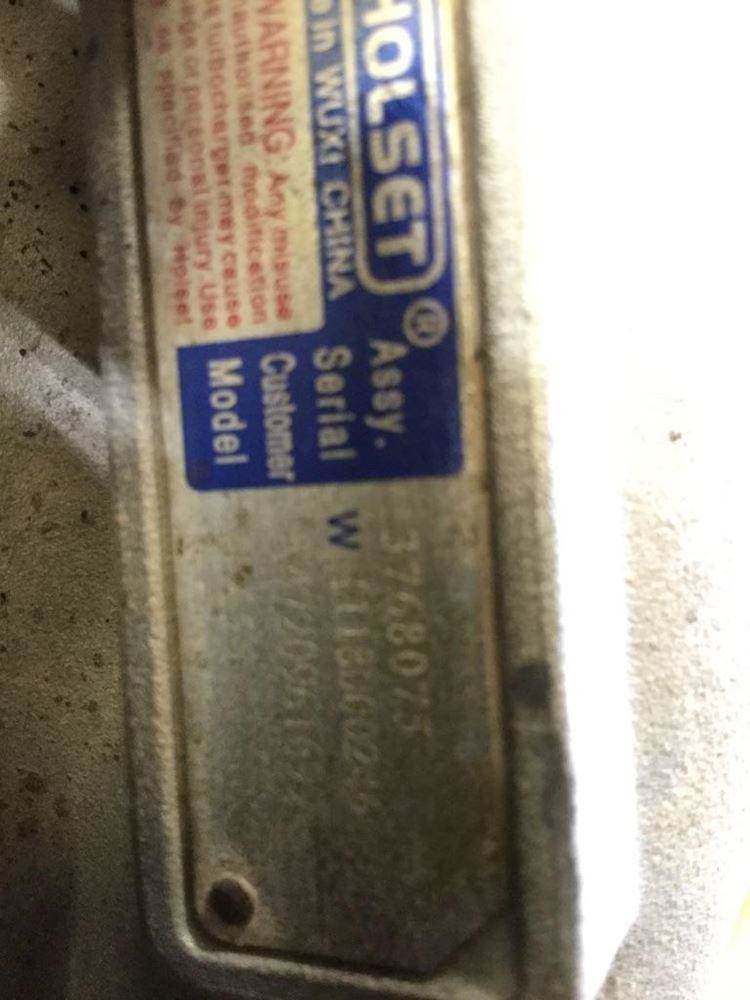 HOLSET®
e in WUXI CHINA
WARNING: Any misuse
modification
turbocharger may cause
or personal injury. Use
as specified by Holset
Assy. 3768075
Serial W
Customer
Model